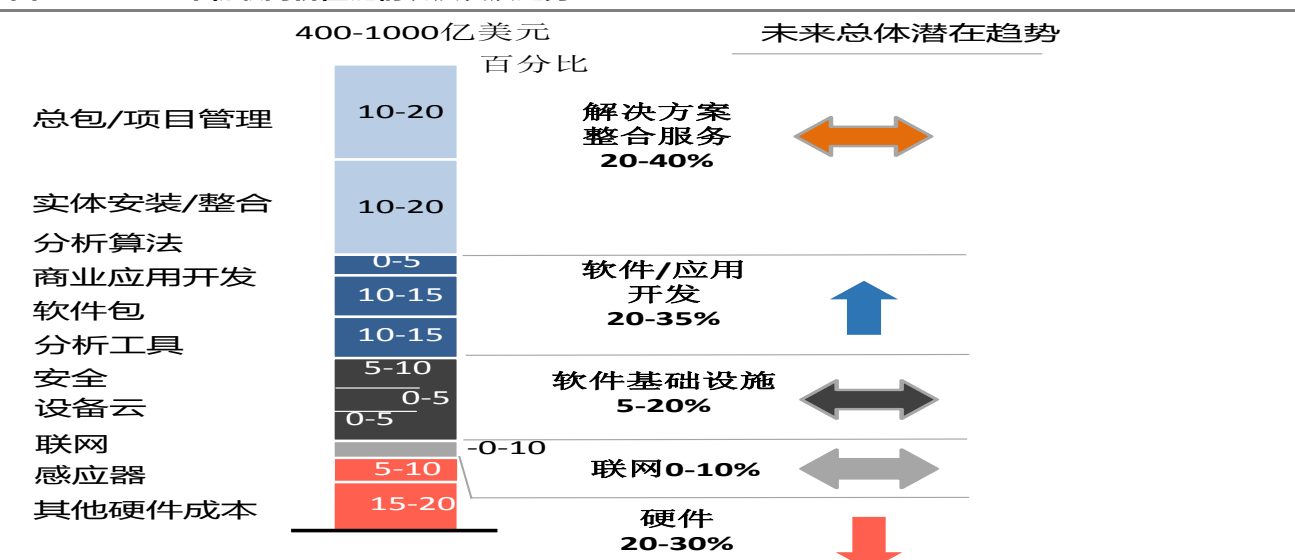 400-1000亿美元
未来总体潜在趋势
百分比
总包/项目管理
10-20
解决方案
整合服务
20-40%
实体安装/整合
10-20
分析算法
0-5
商业应用开发
10-15
软件/应用
开发
20-35%
软件包
10-15
分析工具
安全
5-10
软件基础设施
5-20%
设备云
0-5
0-5
联网
-0-10
联网0-10%
感应器
5-10
其他硬件成本
15-20
硬件
20-30%